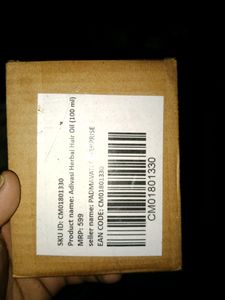 SKU ID: CM01801330
Product name: Adivasi Herbal Hair Oil (100 ml)
MRP: 599
seller name: PADMAVATI
EAN CODE: CM01801330
CM01801330